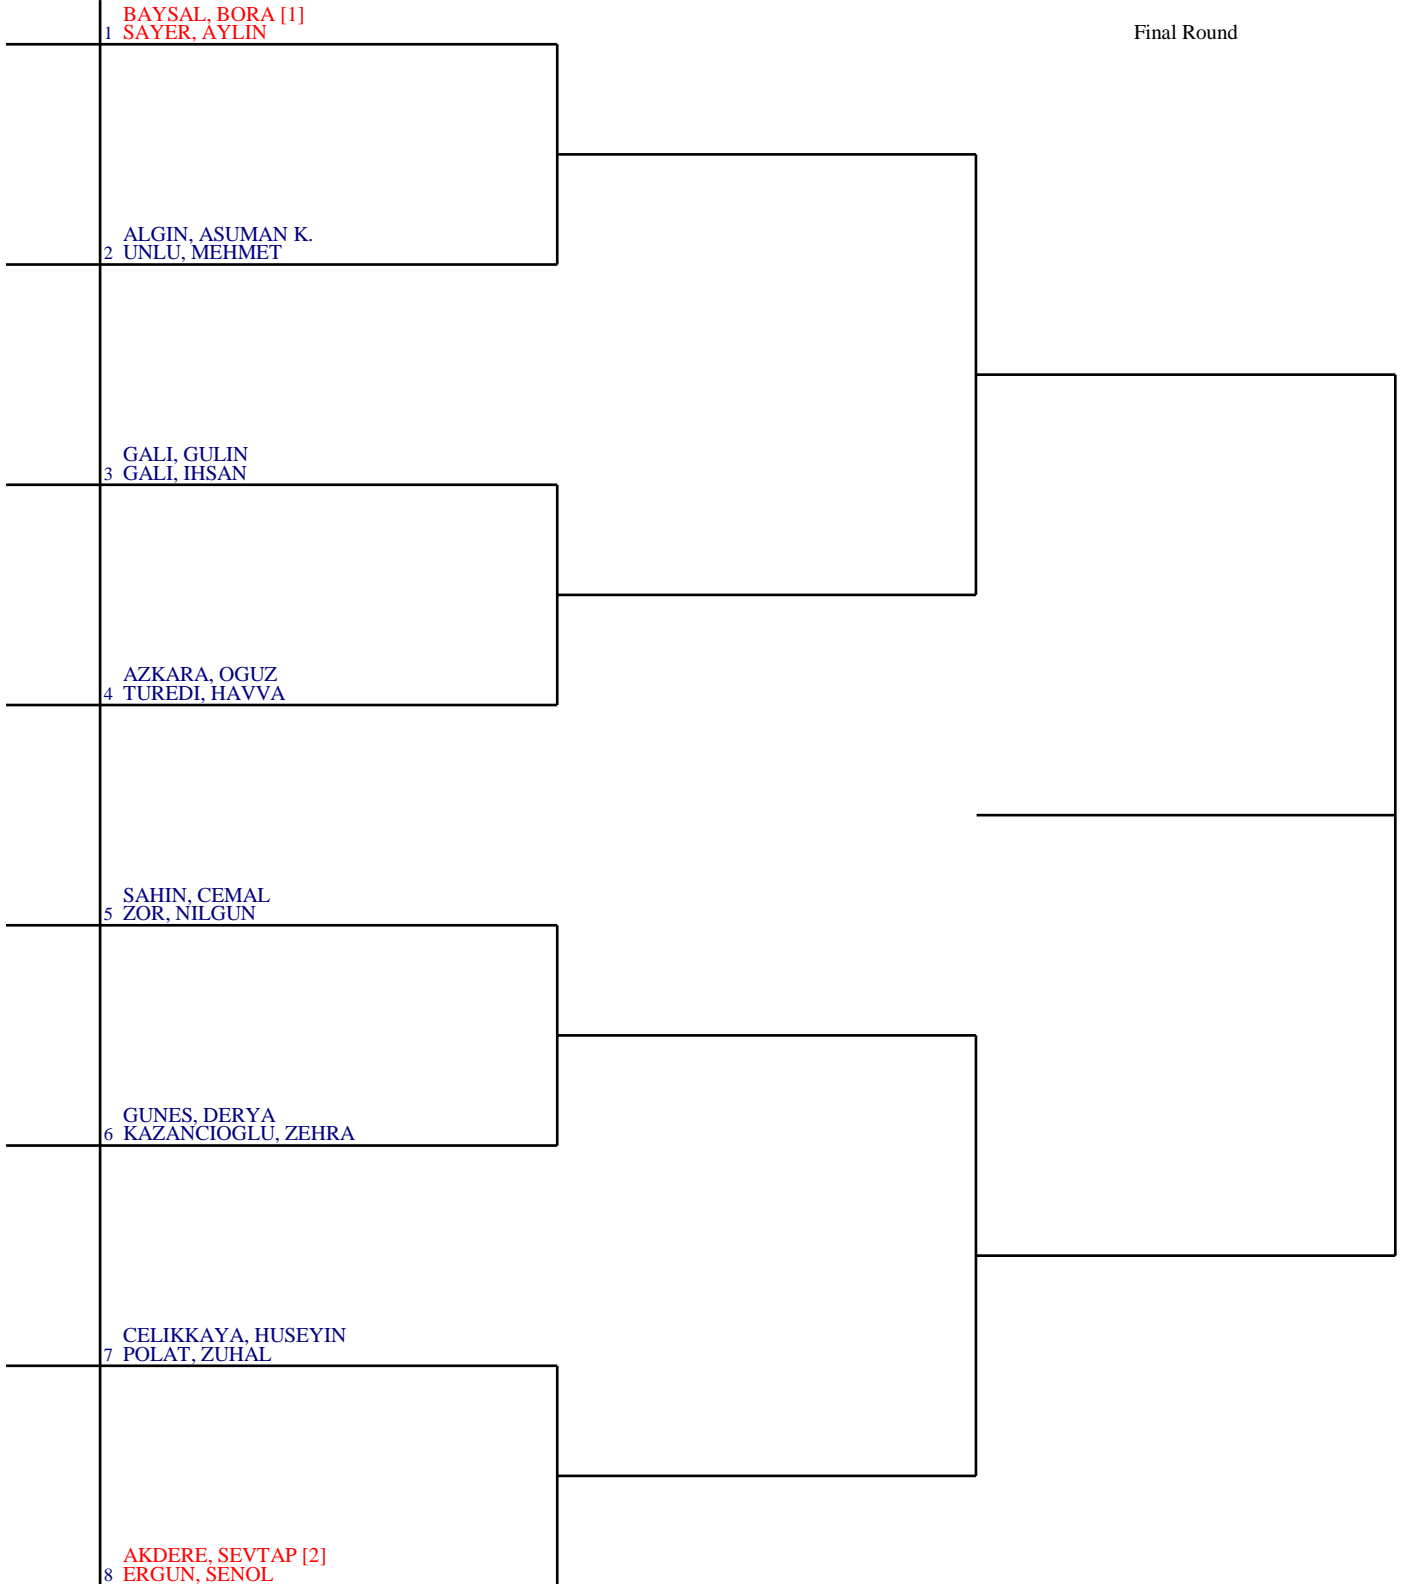 BAYSAL, BORA [1]
1 SAYER, AYLIN
Final Round
ALGIN, ASUMAN K.
2 UNLU, MEHMET
GALI, GULIN
3 GALI, IHSAN
AZKARA, OGUZ
4 TUREDI, HAVVA
SAHIN, CEMAL
5 ZOR, NILGUN
GUNES, DERYA
6 KAZANCIOGLU, ZEHRA
CELIKKAYA, HUSEYIN
7 POLAT, ZUHAL
AKDERE, SEVTAP [2]
8 ERGUN, SENOL